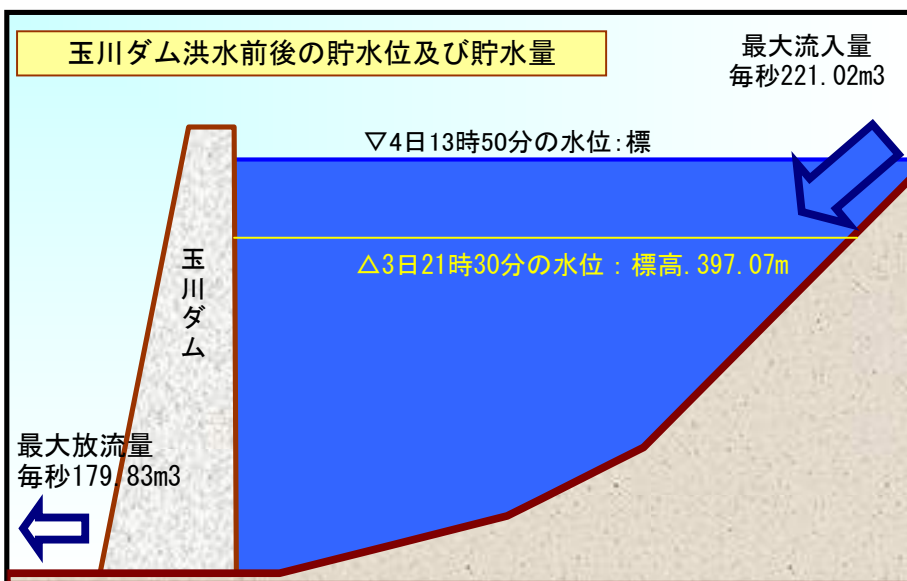 玉川ダム洪水前後の貯水位及び貯水量
最大流入量
毎秒221.02m3
▽4日13時50分の水位:標
△3日21時30分の水位：標高.397.07m
玉川ダム
最大放流量
毎秒179.83m3